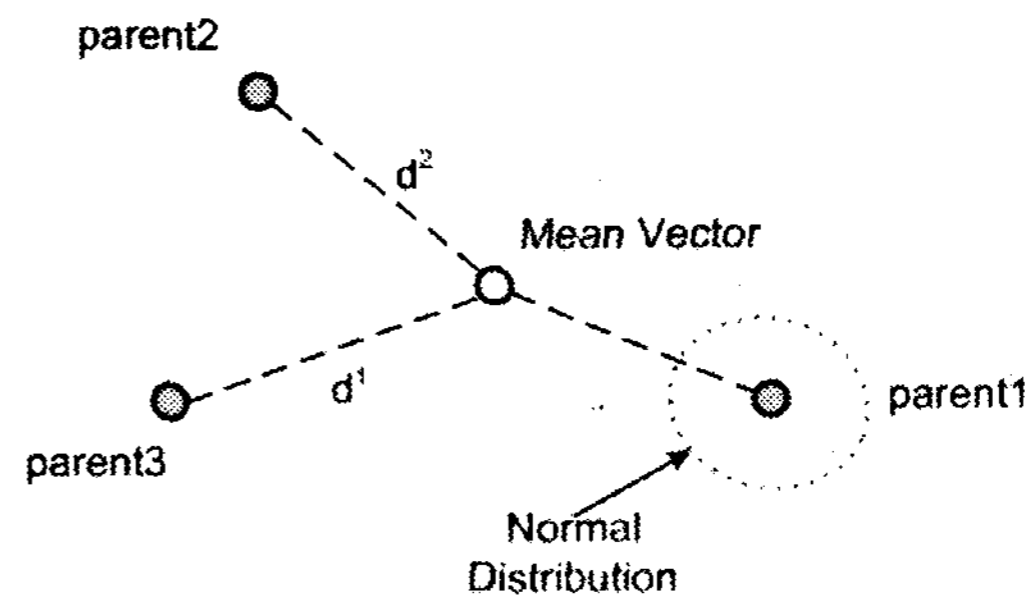 parent2
d²
Mean Vector
d¹
parent1
parent3
Normal
Distribution